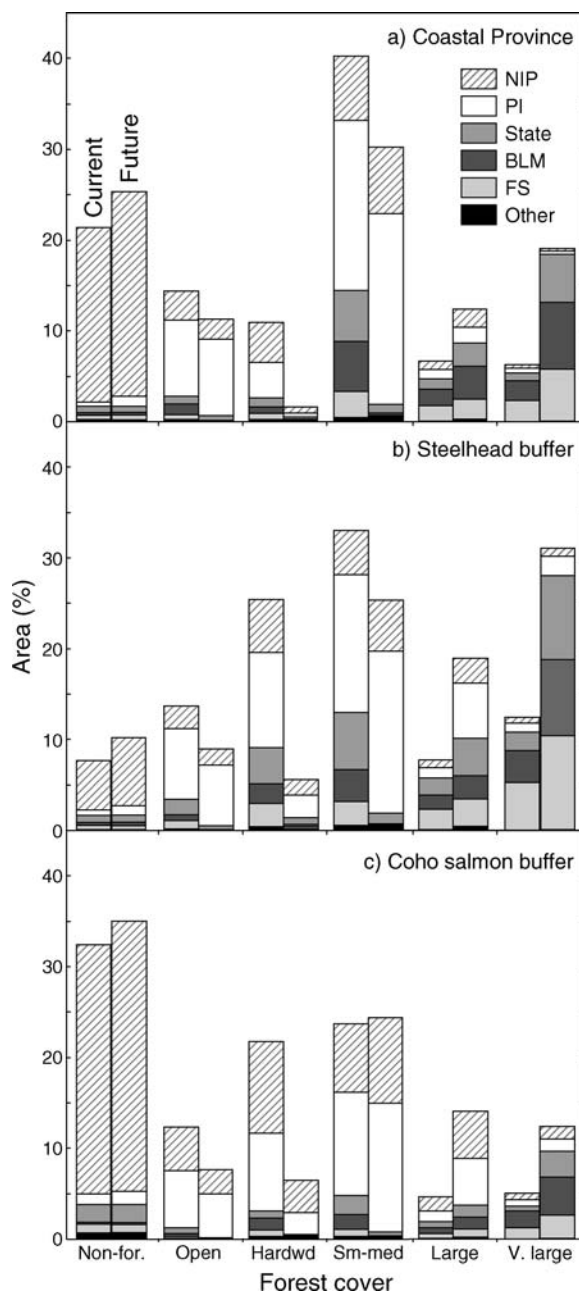 a) Coastal Province
NIP
PI
State
BLM
FS
Other
Current
Future
40
30
20
10
0
b) Steelhead buffer
40
30
20
10
0
Area (%)
c) Coho salmon buffer
40
30
20
10
0
Non-for. Open Hardwd Sm-med Large V. large
Forest cover